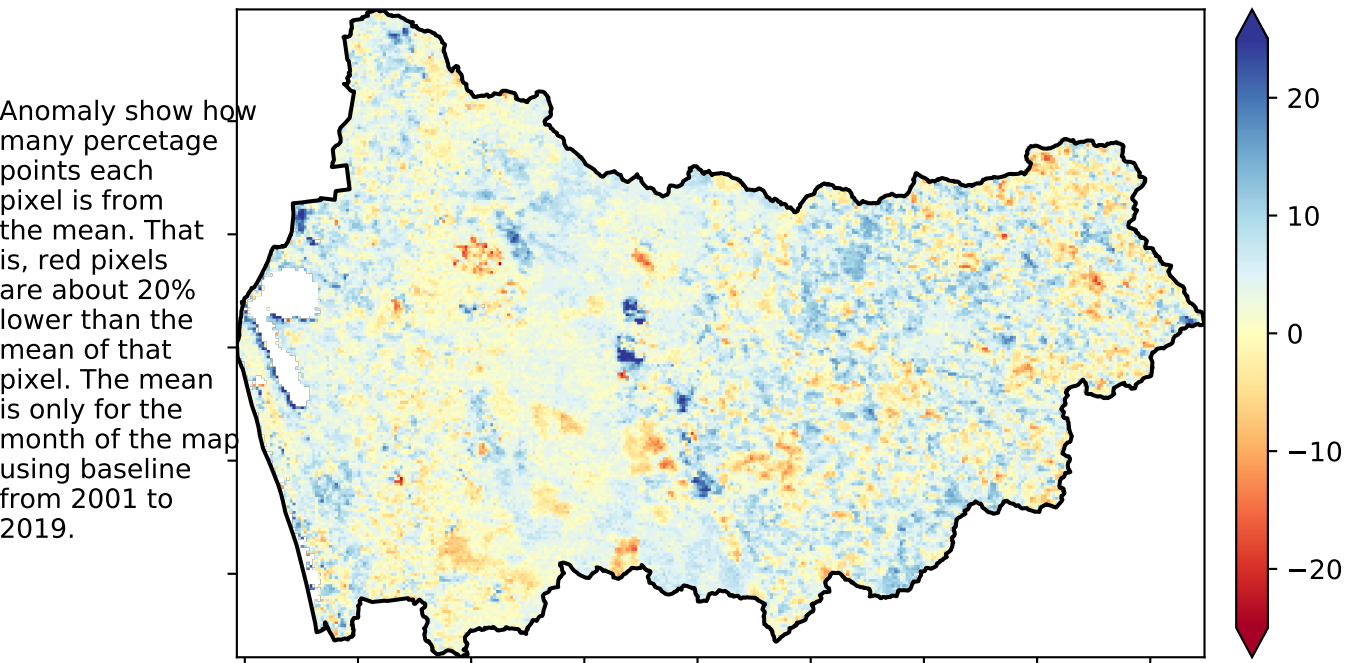 Anomaly show how
many percetage
points each
pixel is from
the mean. That
is, red pixels
are about 20%
lower than the
mean of that
pixel. The mean
is only for the
month of the map
using baseline
from 2001 to
2019.
20
10
0
−10
−20